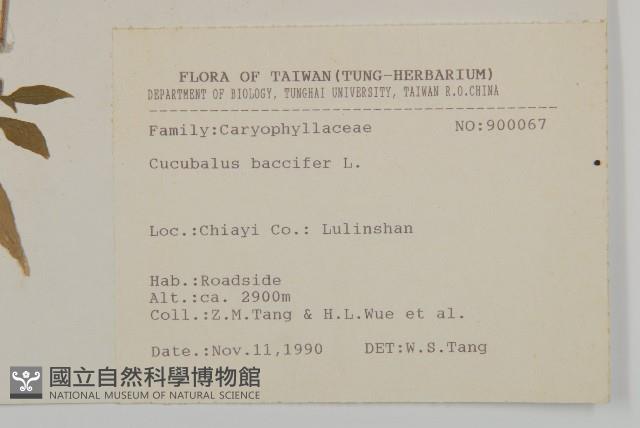 FLORA OF TAIWAN(TUNG-HERBARIUM)
DEPARTMENT OF BIOLOGY, TUNGHAI UNIVERSITY, TAIWAN R.O.CHINA
Family:Caryophyllaceae NO:900067
Cucubalus baccifer L.
Loc.:Chiayi Co.: Lulinshan
Hab.:Roadside
Alt.:ca. 2900m
Coll.:Z.M.Tang & H.L.Wue et al.
Date.:Nov.11,1990 DET:W.S.Tang
國立自然科學博物館
NATIONAL MUSEUM OF NATURAL SCIENCE